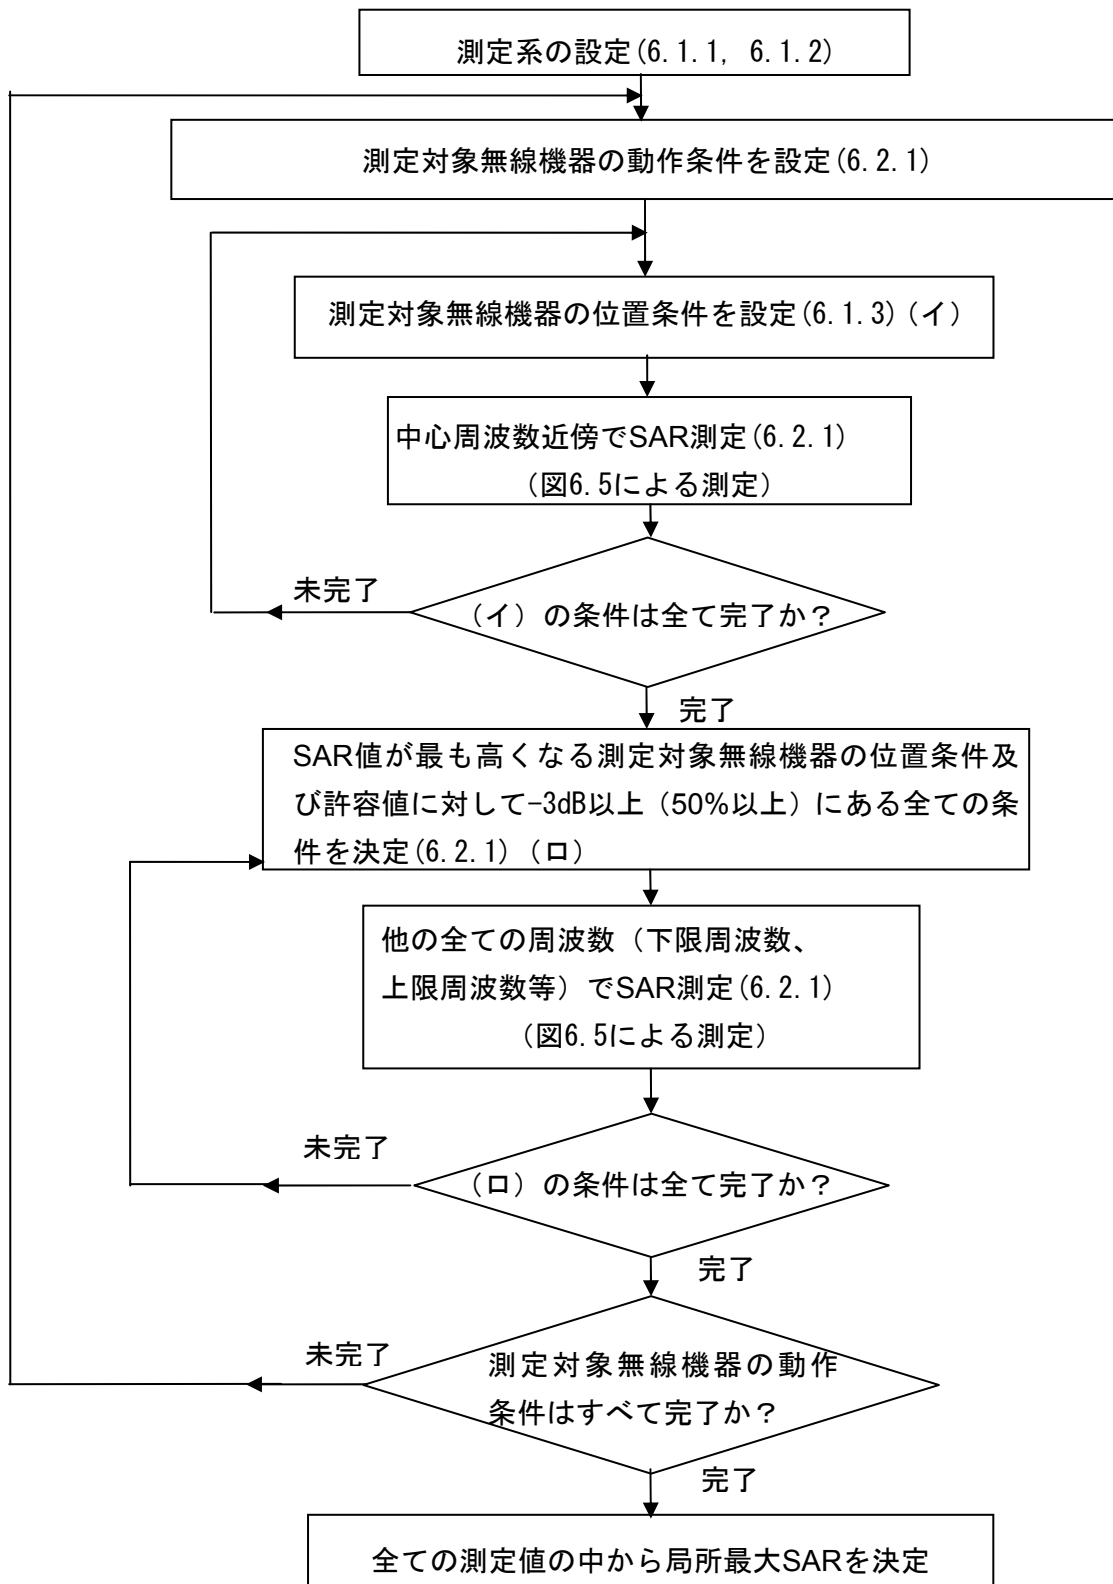 測定系の設定(6.1.1, 6.1.2)
測定対象無線機器の動作条件を設定(6.2.1)
測定対象無線機器の位置条件を設定(6.1.3)(イ)
中心周波数近傍でSAR測定(6.2.1)
(図6.5による測定)
未完了
(イ)の条件は全て完了か?
完了
SAR値が最も高くなる測定対象無線機器の位置条件及
び許容値に対して-3dB以上(50%以上)にある全ての条
件を決定(6.2.1)(ロ)
他の全ての周波数(下限周波数、
上限周波数等)でSAR測定(6.2.1)
(図6.5による測定)
未完了
(ロ)の条件は全て完了か?
完了
未完了
測定対象無線機器の動作
条件はすべて完了か?
完了
全ての測定値の中から局所最大SARを決定